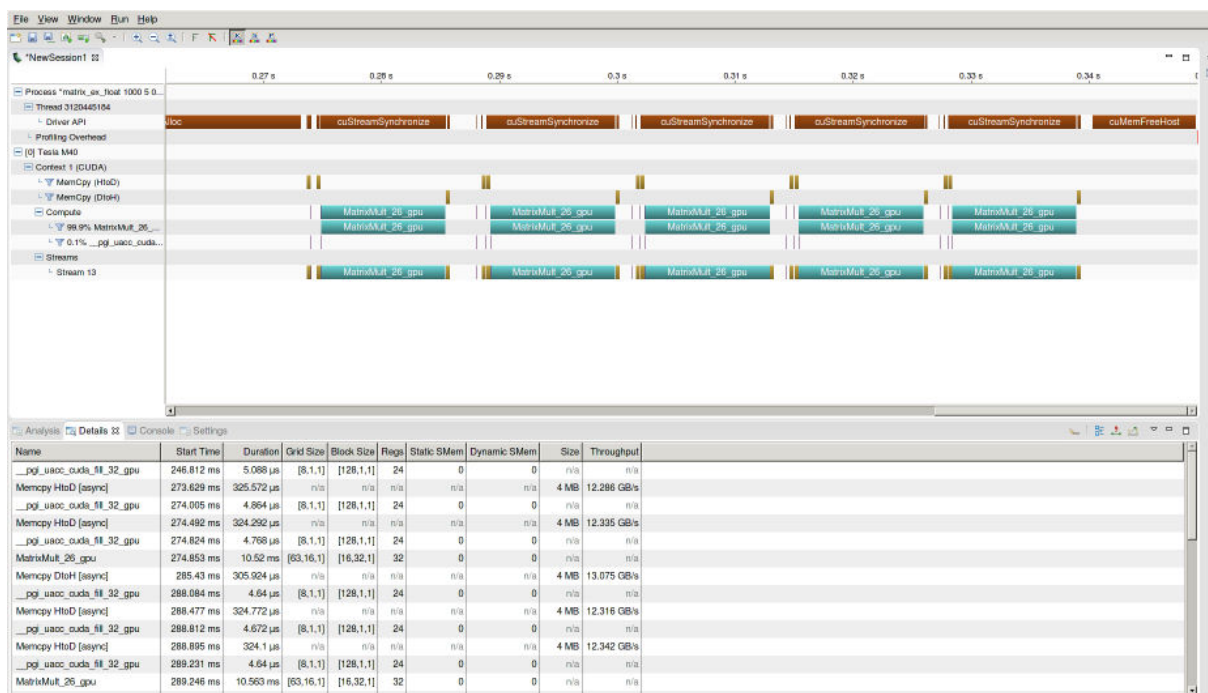 File View Window Run Help
*NewSession1
0.27 s 0.28 s 0.29 s 0.3 s 0.31 s 0.32 s 0.33 s 0.34 s
Process "matrix_ex_float 1000 5 0...
Thread 3120445184
Driver API lloc cuStreamSynchronize cuStreamSynchronize cuStreamSynchronize cuStreamSynchronize cuStreamSynchronize cuMemFreeHost
Profiling Overhead
[0] Tesla M40
Context 1 (CUDA)
MemCpy (HtoD)
MemCpy (DtoH)
Compute MatrixMult_26_gpu MatrixMult_26_gpu MatrixMult_26_gpu MatrixMult_26_gpu MatrixMult_26_gpu
99.9% MatrixMult_26_... MatrixMult_26_gpu MatrixMult_26_gpu MatrixMult_26_gpu MatrixMult_26_gpu MatrixMult_26_gpu
0.1% __pgi_uacc_cuda...
Streams
Stream 13 MatrixMult_26_gpu MatrixMult_26_gpu MatrixMult_26_gpu MatrixMult_26_gpu MatrixMult_26_gpu
Analysis Details Console Settings
Name Start Time Duration Grid Size Block Size Regs Static SMem Dynamic SMem Size Throughput
__pgi_uacc_cuda_fill_32_gpu 246.812 ms 5.088 µs [8,1,1] [128,1,1] 24 0 0 n/a n/a
Memcpy HtoD [async] 273.629 ms 325.572 µs n/a n/a n/a n/a n/a 4 MB 12.286 GB/s
__pgi_uacc_cuda_fill_32_gpu 274.005 ms 4.864 µs [8,1,1] [128,1,1] 24 0 0 n/a n/a
Memcpy HtoD [async] 274.492 ms 324.292 µs n/a n/a n/a n/a n/a 4 MB 12.335 GB/s
__pgi_uacc_cuda_fill_32_gpu 274.824 ms 4.768 µs [8,1,1] [128,1,1] 24 0 0 n/a n/a
MatrixMult_26_gpu 274.853 ms 10.52 ms [63,16,1] [16,32,1] 32 0 0 n/a n/a
Memcpy DtoH [async] 285.43 ms 305.924 µs n/a n/a n/a n/a n/a 4 MB 13.075 GB/s
__pgi_uacc_cuda_fill_32_gpu 288.084 ms 4.64 µs [8,1,1] [128,1,1] 24 0 0 n/a n/a
Memcpy HtoD [async] 288.477 ms 324.772 µs n/a n/a n/a n/a n/a 4 MB 12.316 GB/s
__pgi_uacc_cuda_fill_32_gpu 288.812 ms 4.672 µs [8,1,1] [128,1,1] 24 0 0 n/a n/a
Memcpy HtoD [async] 288.895 ms 324.1 µs n/a n/a n/a n/a n/a 4 MB 12.342 GB/s
__pgi_uacc_cuda_fill_32_gpu 289.231 ms 4.64 µs [8,1,1] [128,1,1] 24 0 0 n/a n/a
MatrixMult_26_gpu 289.246 ms 10.563 ms [63,16,1] [16,32,1] 32 0 0 n/a n/a